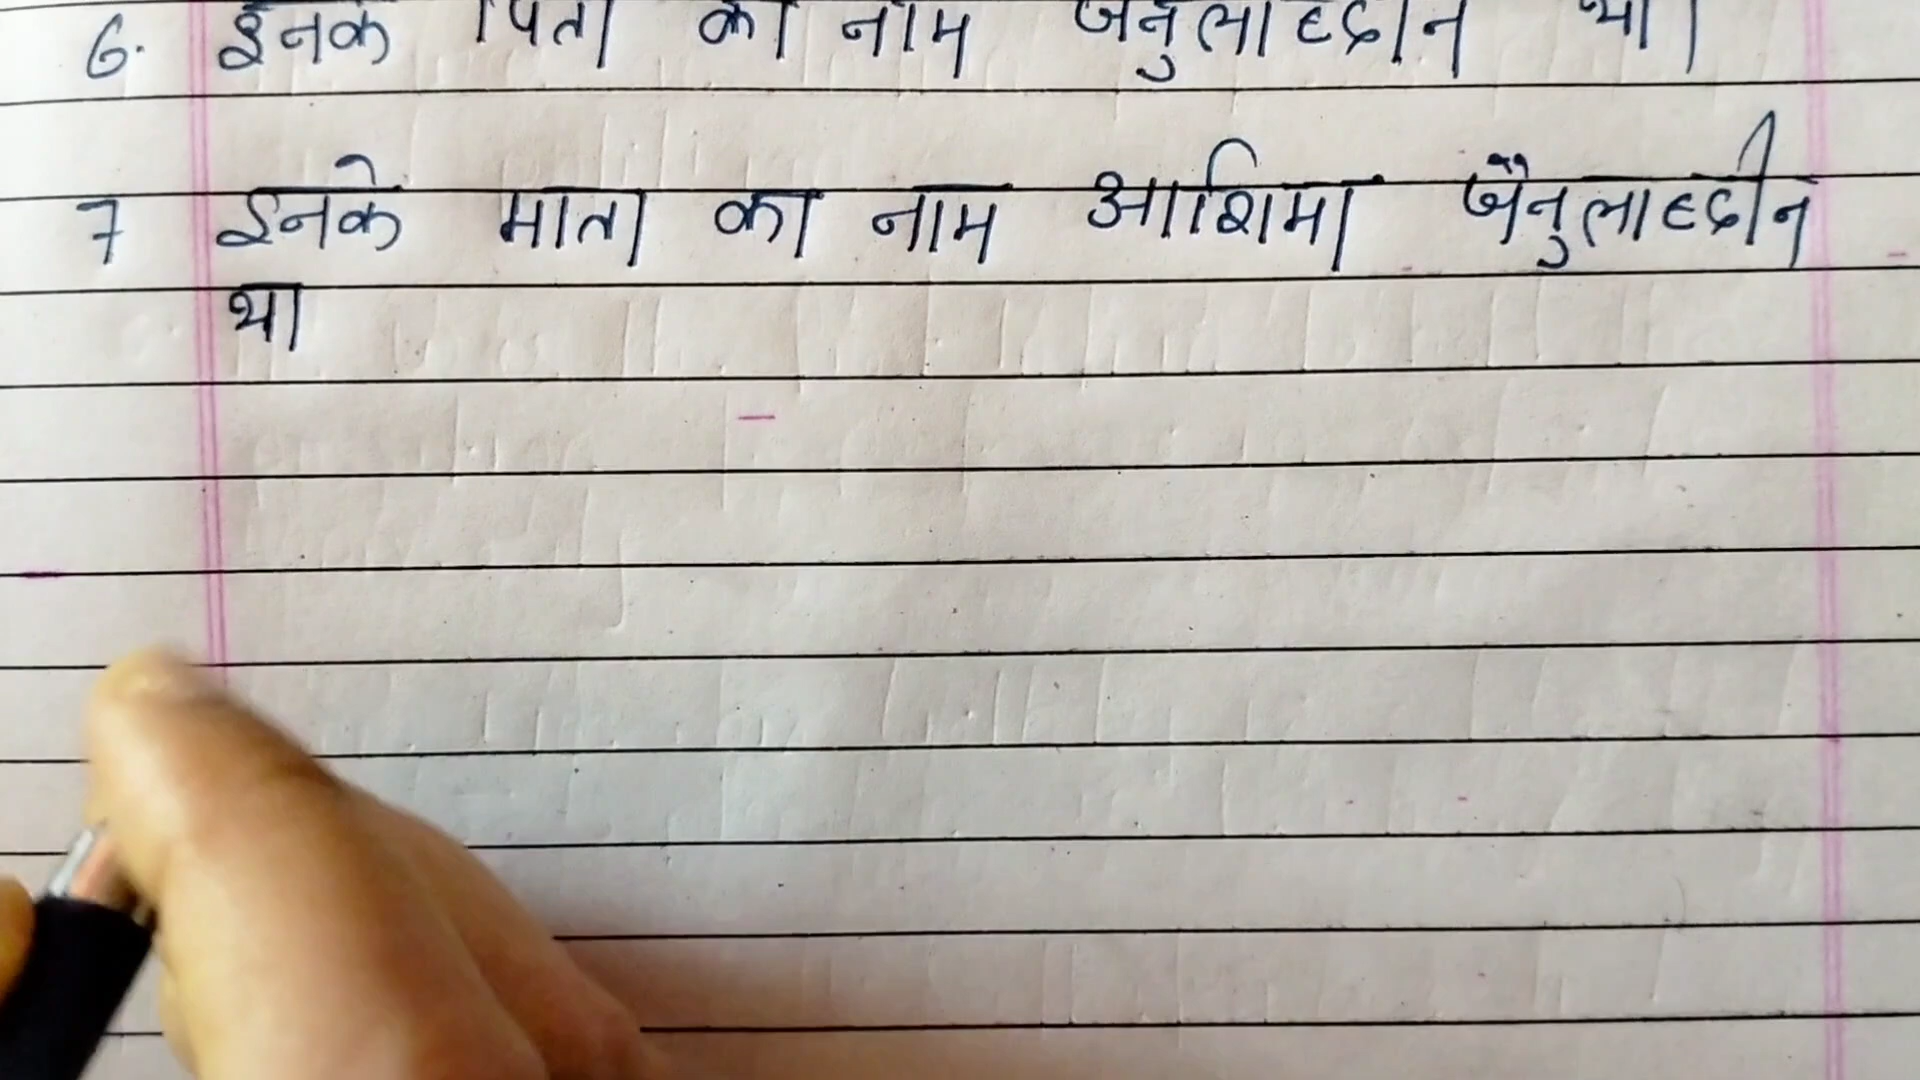 6. इनके पिता का नाम जैनुलाब्दीन था।
7 इनके माता का नाम आशिमा जैनुलाब्दीन
था